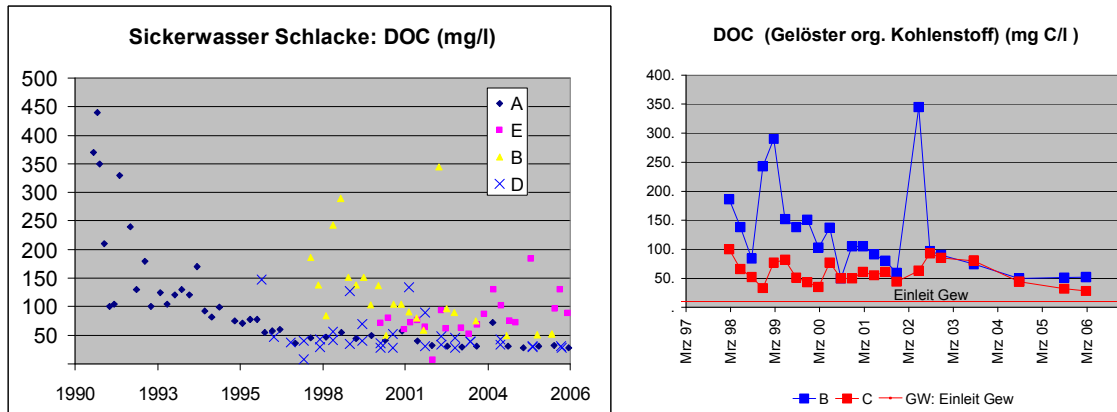 Sickerwasser Schlacke: DOC (mg/l)
500
450
400
350
300
250
200
150
100
50
A
E
B
D
1990
1993
1995
1998
2001
2004
2006
DOC (Gelöster org. Kohlenstoff) (mg C/l )
400.
350.
300.
250.
200.
150.
100.
50.
Einleit Gew
Mrz 97
Mrz 98
Mrz 99
Mrz 00
Mrz 01
Mrz 02
Mrz 03
Mrz 04
Mrz 05
Mrz 06
B
C
GW: Einleit Gew